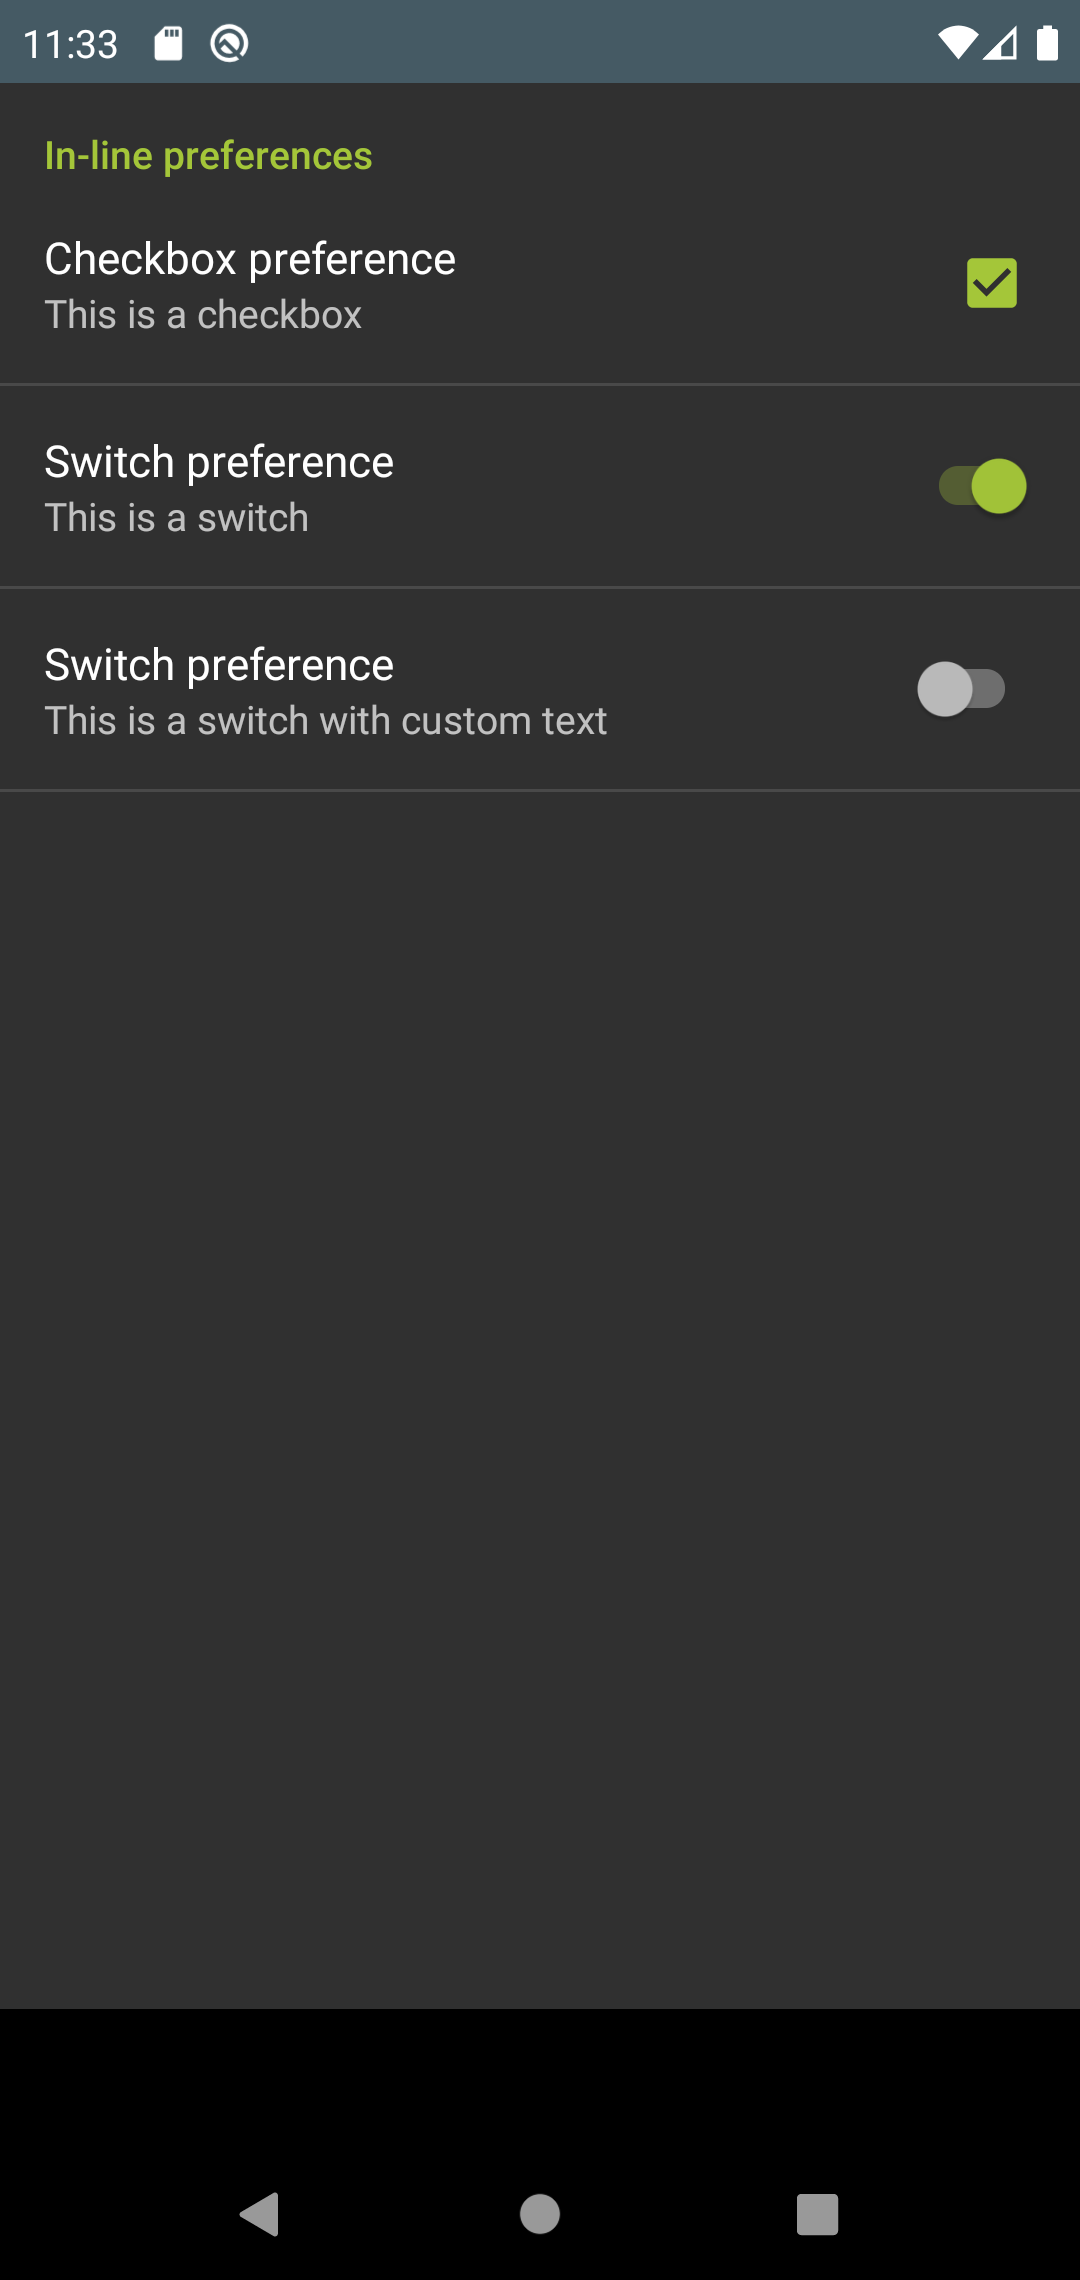 11:33
In-line preferences
Checkbox preference
This is a checkbox
Switch preference
This is a switch
Switch preference
This is a switch with custom text